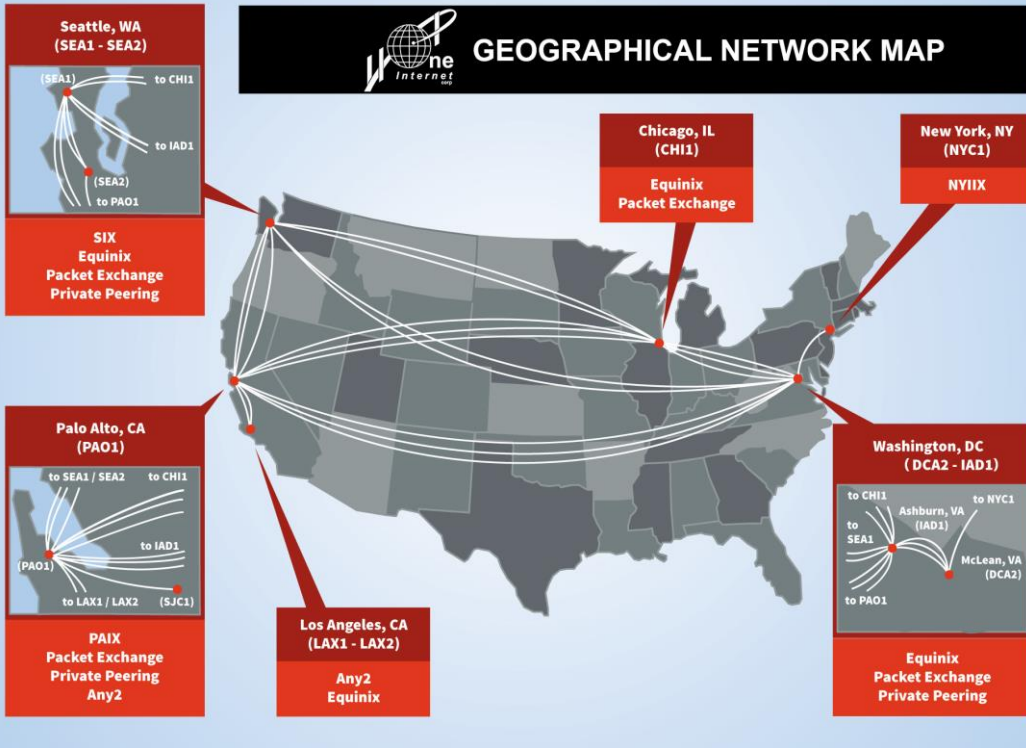 Seattle, WA
(SEA1 - SEA2)
(SEA1)
to CHI1
to IAD1
(SEA2)
to PAO1
SIX
Equinix
Packet Exchange
Private Peering
ne
Internet
corp
GEOGRAPHICAL NETWORK MAP
Chicago, IL
(CHI1)
Equinix
Packet Exchange
New York, NY
(NYC1)
NYIIX
Palo Alto, CA
(PAO1)
to SEA1 / SEA2
to CHI1
to IAD1
(PAO1)
to LAX1 / LAX2
(SJC1)
PAIX
Packet Exchange
Private Peering
Any2
Los Angeles, CA
(LAX1 - LAX2)
Any2
Equinix
Washington, DC
(DCA2 - IAD1)
to CHI1
to NYC1
Ashburn, VA
(IAD1)
to
SEA1
McLean, VA
(DCA2)
to PAO1
Equinix
Packet Exchange
Private Peering